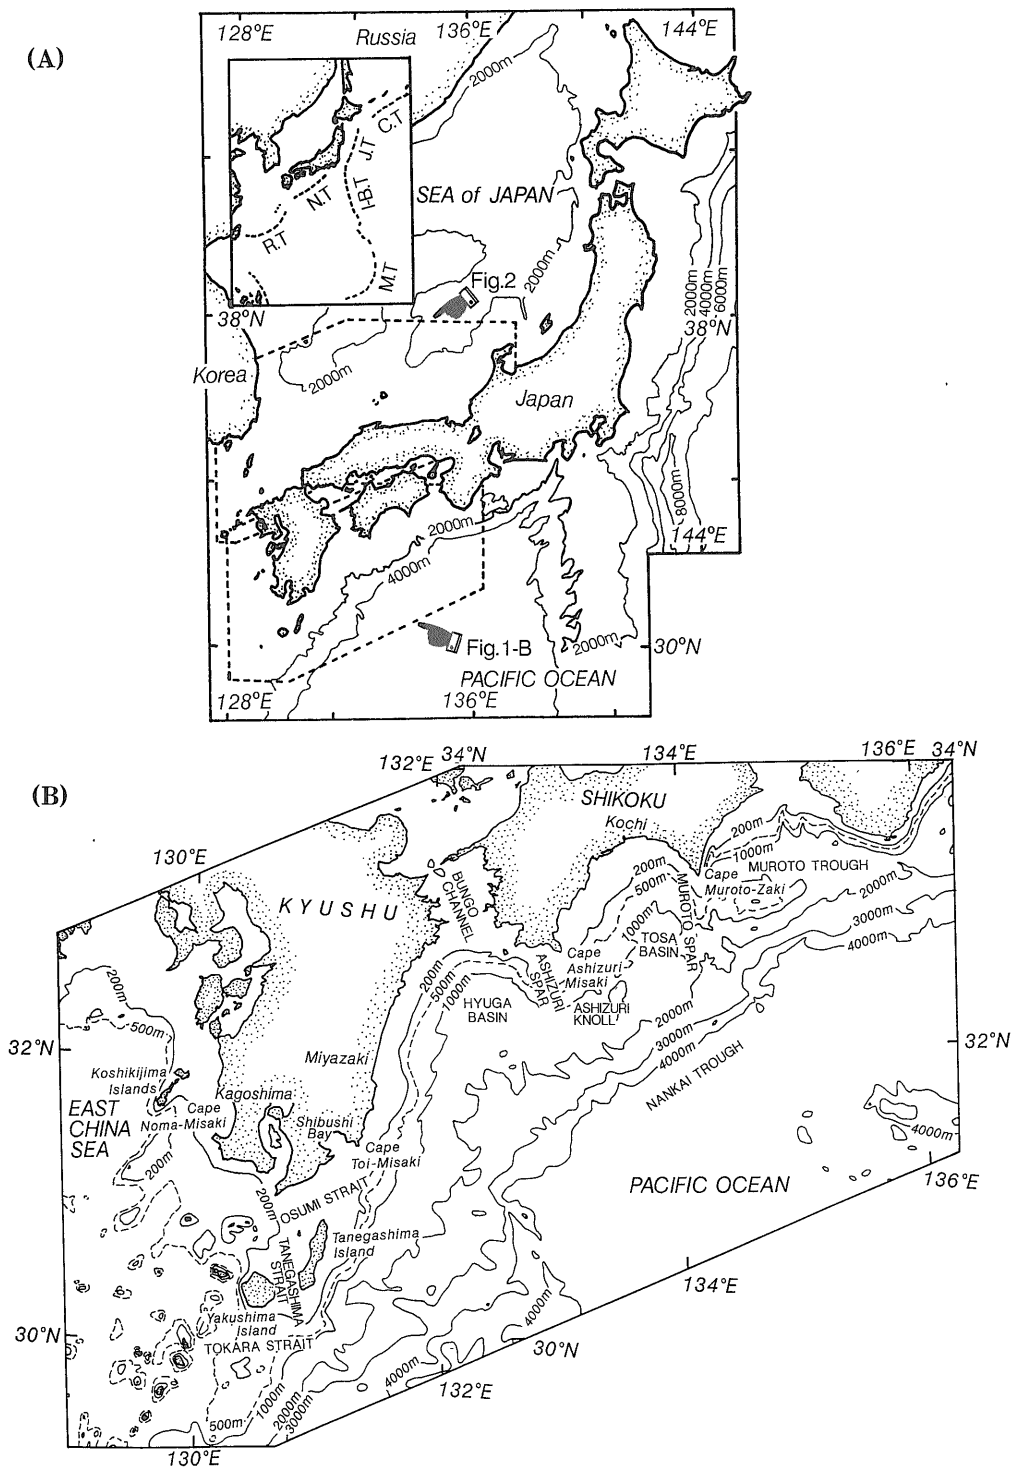 (A)
128°E
Russia
136°E
144°E
2000m
C.T
J.T
I-B.T
N.T
R.T
M.T
SEA of JAPAN
2000m
Fig.2
2000m
4000m
6000m
38°N
38°N
Korea
2000m
Japan
8000m
2000m
144°E
4000m
2000m
Fig.1-B
30°N
PACIFIC OCEAN
128°E
136°E
(B)
132°E
34°N
134°E
136°E
34°N
SHIKOKU
Kochi
130°E
200m
1000m
MUROTO TROUGH
Cape
Muroto-Zaki
200m
500m
1000m?
MUROTO SPAR
2000m
3000m
4000m
KYUSHU
BUNGO
CHANNEL
TOSA
BASIN
Cape
Ashizuri
Misaki
ASHIZURI
SPAR
ASHIZURI
KNOLL
200m
500m
1000m
HYUGA
BASIN
200m
500m
2000m
3000m
4000m
NANKAI TROUGH
32°N
32°N
Miyazaki
Koshikijima
Islands
Kagoshima
EAST
CHINA
SEA
Cape
Noma-Misaki
Shibushi
Bay
Cape
Toi-Misaki
4000m
200m
200m
OSUMI STRAIT
PACIFIC OCEAN
136°E
Tanegashima
Island
TANEGASHIMA
STRAIT
134°E
Yakushima
Island
4000m
30°N
TOKARA STRAIT
30°N
4000m
132°E
500m
1000m
2000m
3000m
130°E